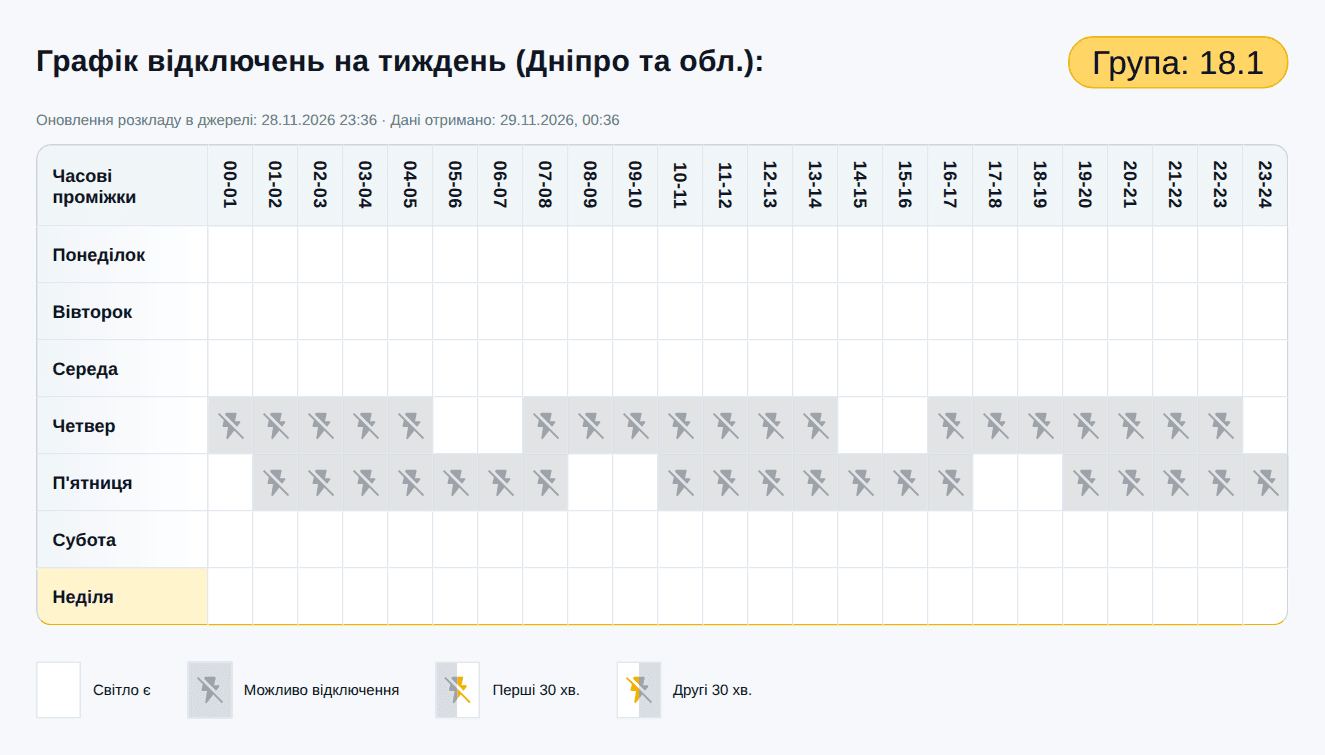 Графік відключень на тиждень (Дніпро та обл.):
Група: 18.1
Оновлення розкладу в джерелі: 28.11.2026 23:36 · Дані отримано: 29.11.2026, 00:36
Часові
проміжки
00-01 01-02 02-03 03-04 04-05 05-06 06-07 07-08 08-09 09-10 10-11 11-12 12-13 13-14 14-15 15-16 16-17 17-18 18-19 19-20 20-21 21-22 22-23 23-24
Понеділок
Вівторок
Середа
Четвер
П'ятниця
Субота
Неділя
Світло є
Можливо відключення
Перші 30 хв.
Другі 30 хв.